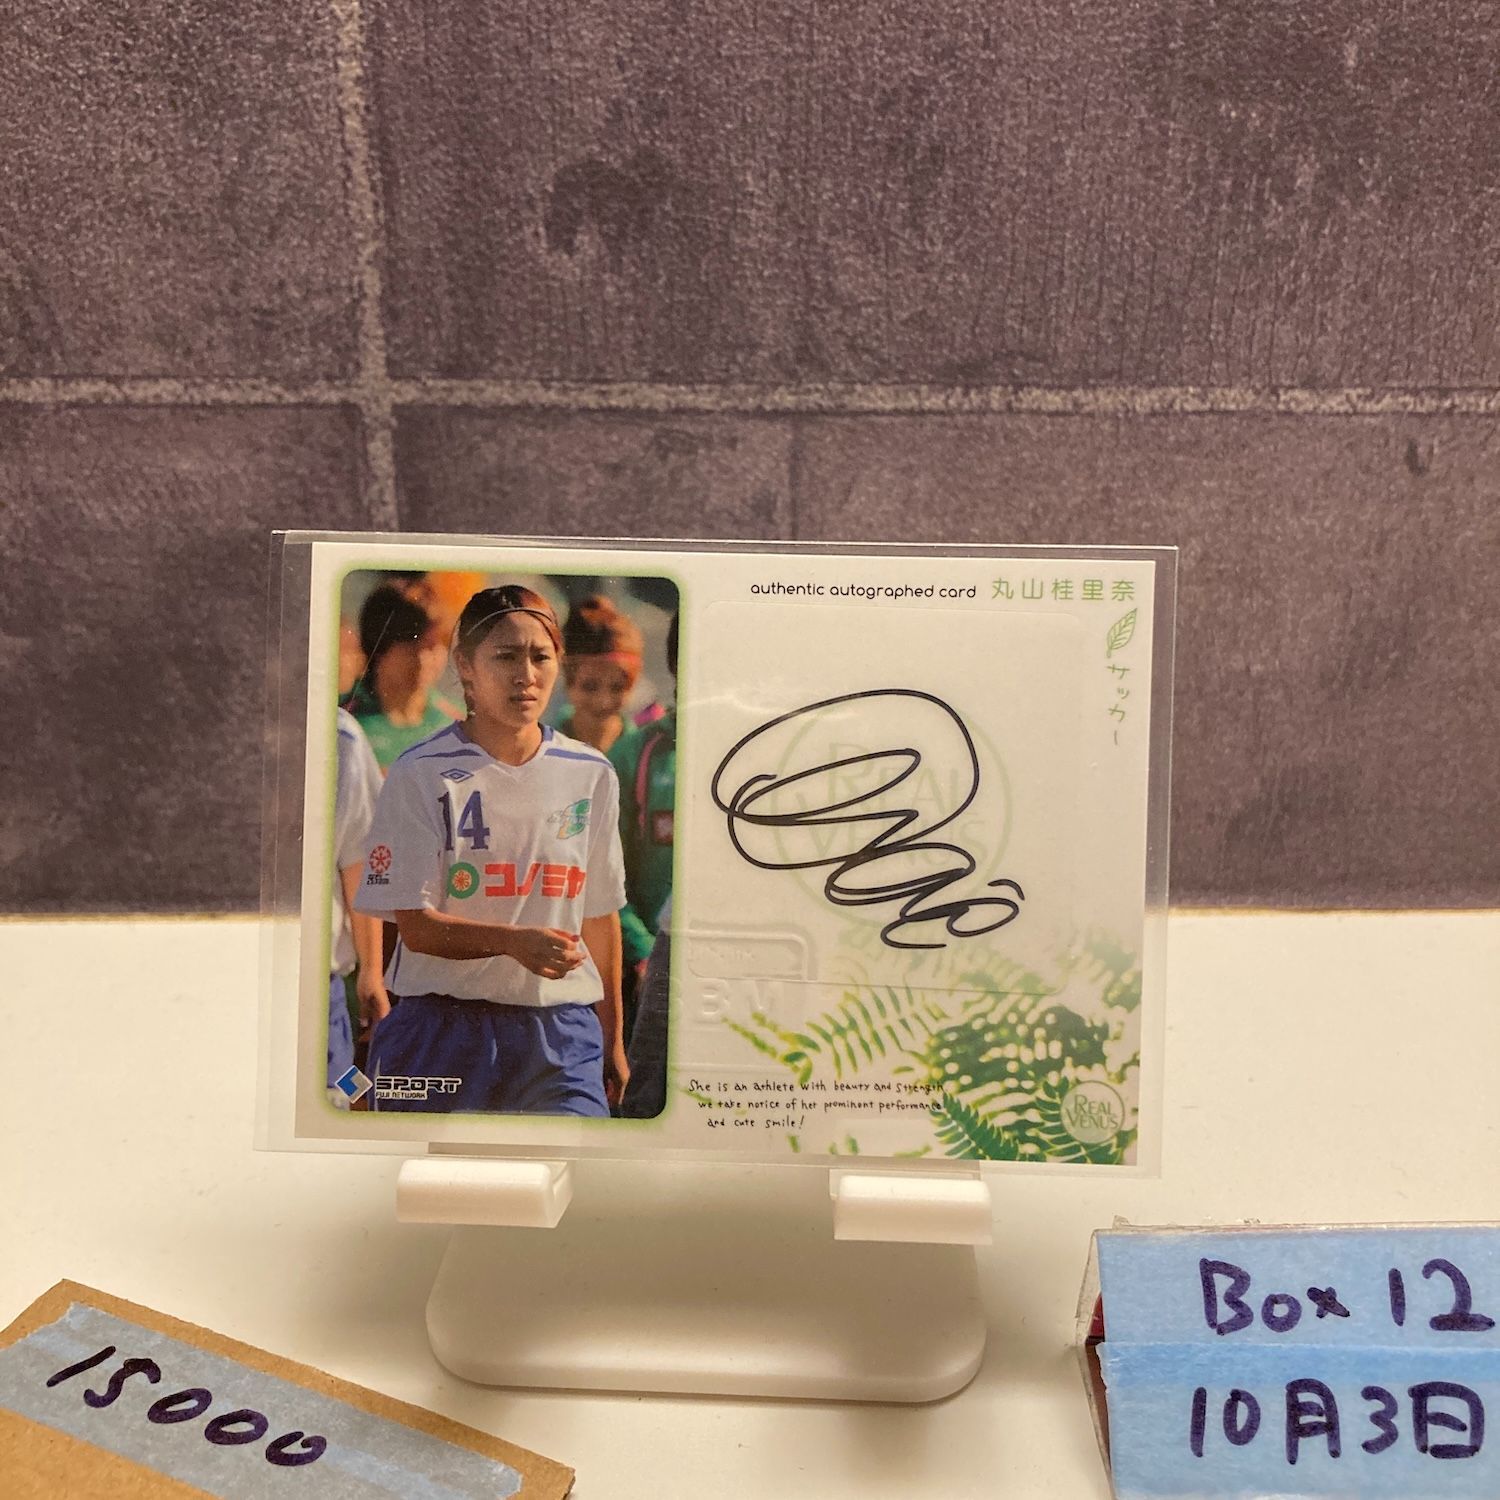 authentic autographed card 丸山桂里奈
サッカー
14
コノミヤ
REAL
VENUS
BBM
SPORT
FUJI NETWORK
She is an athlete with beauty and strength
we take notice of her prominent performance
and cute smile!
REAL
VENUS
15000
Box 12
10月3日